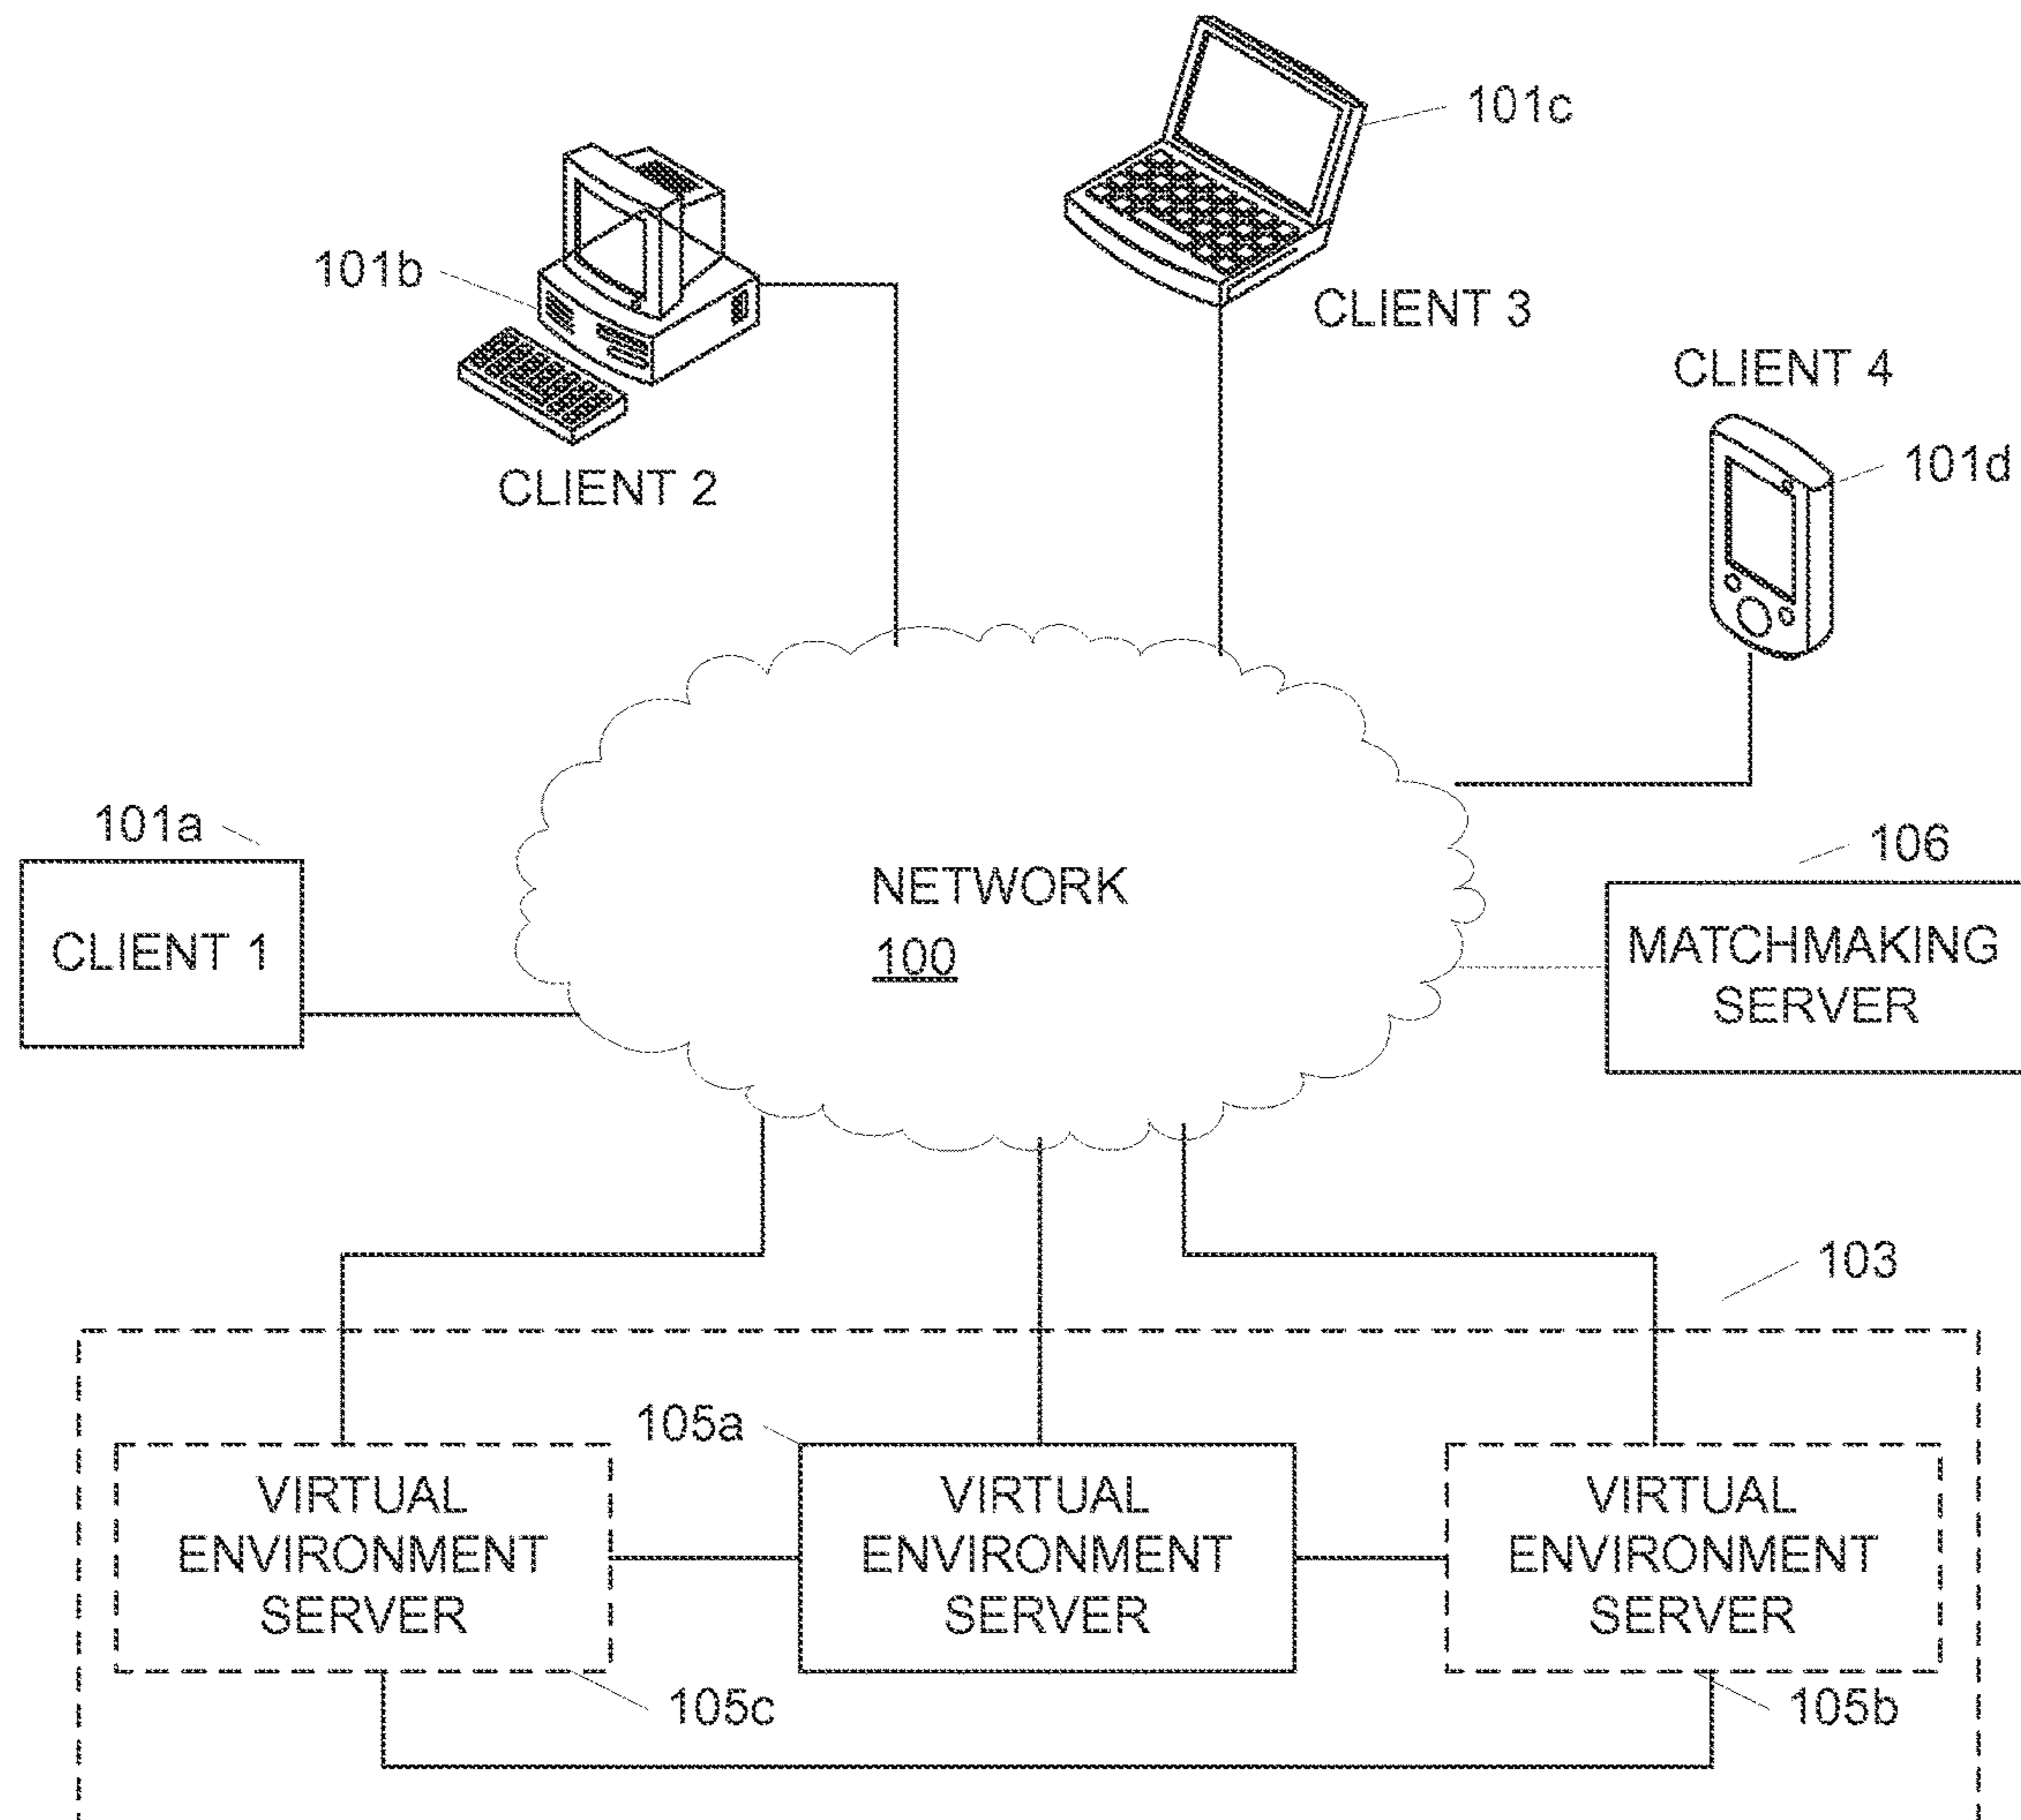 101c
101b
CLIENT 3
CLIENT 4
CLIENT 2
101d
101a
106
NETWORK
100
CLIENT 1
MATCHMAKING
SERVER
103
105a
VIRTUAL
ENVIRONMENT
SERVER
VIRTUAL
ENVIRONMENT
SERVER
VIRTUAL
ENVIRONMENT
SERVER
105c
105b